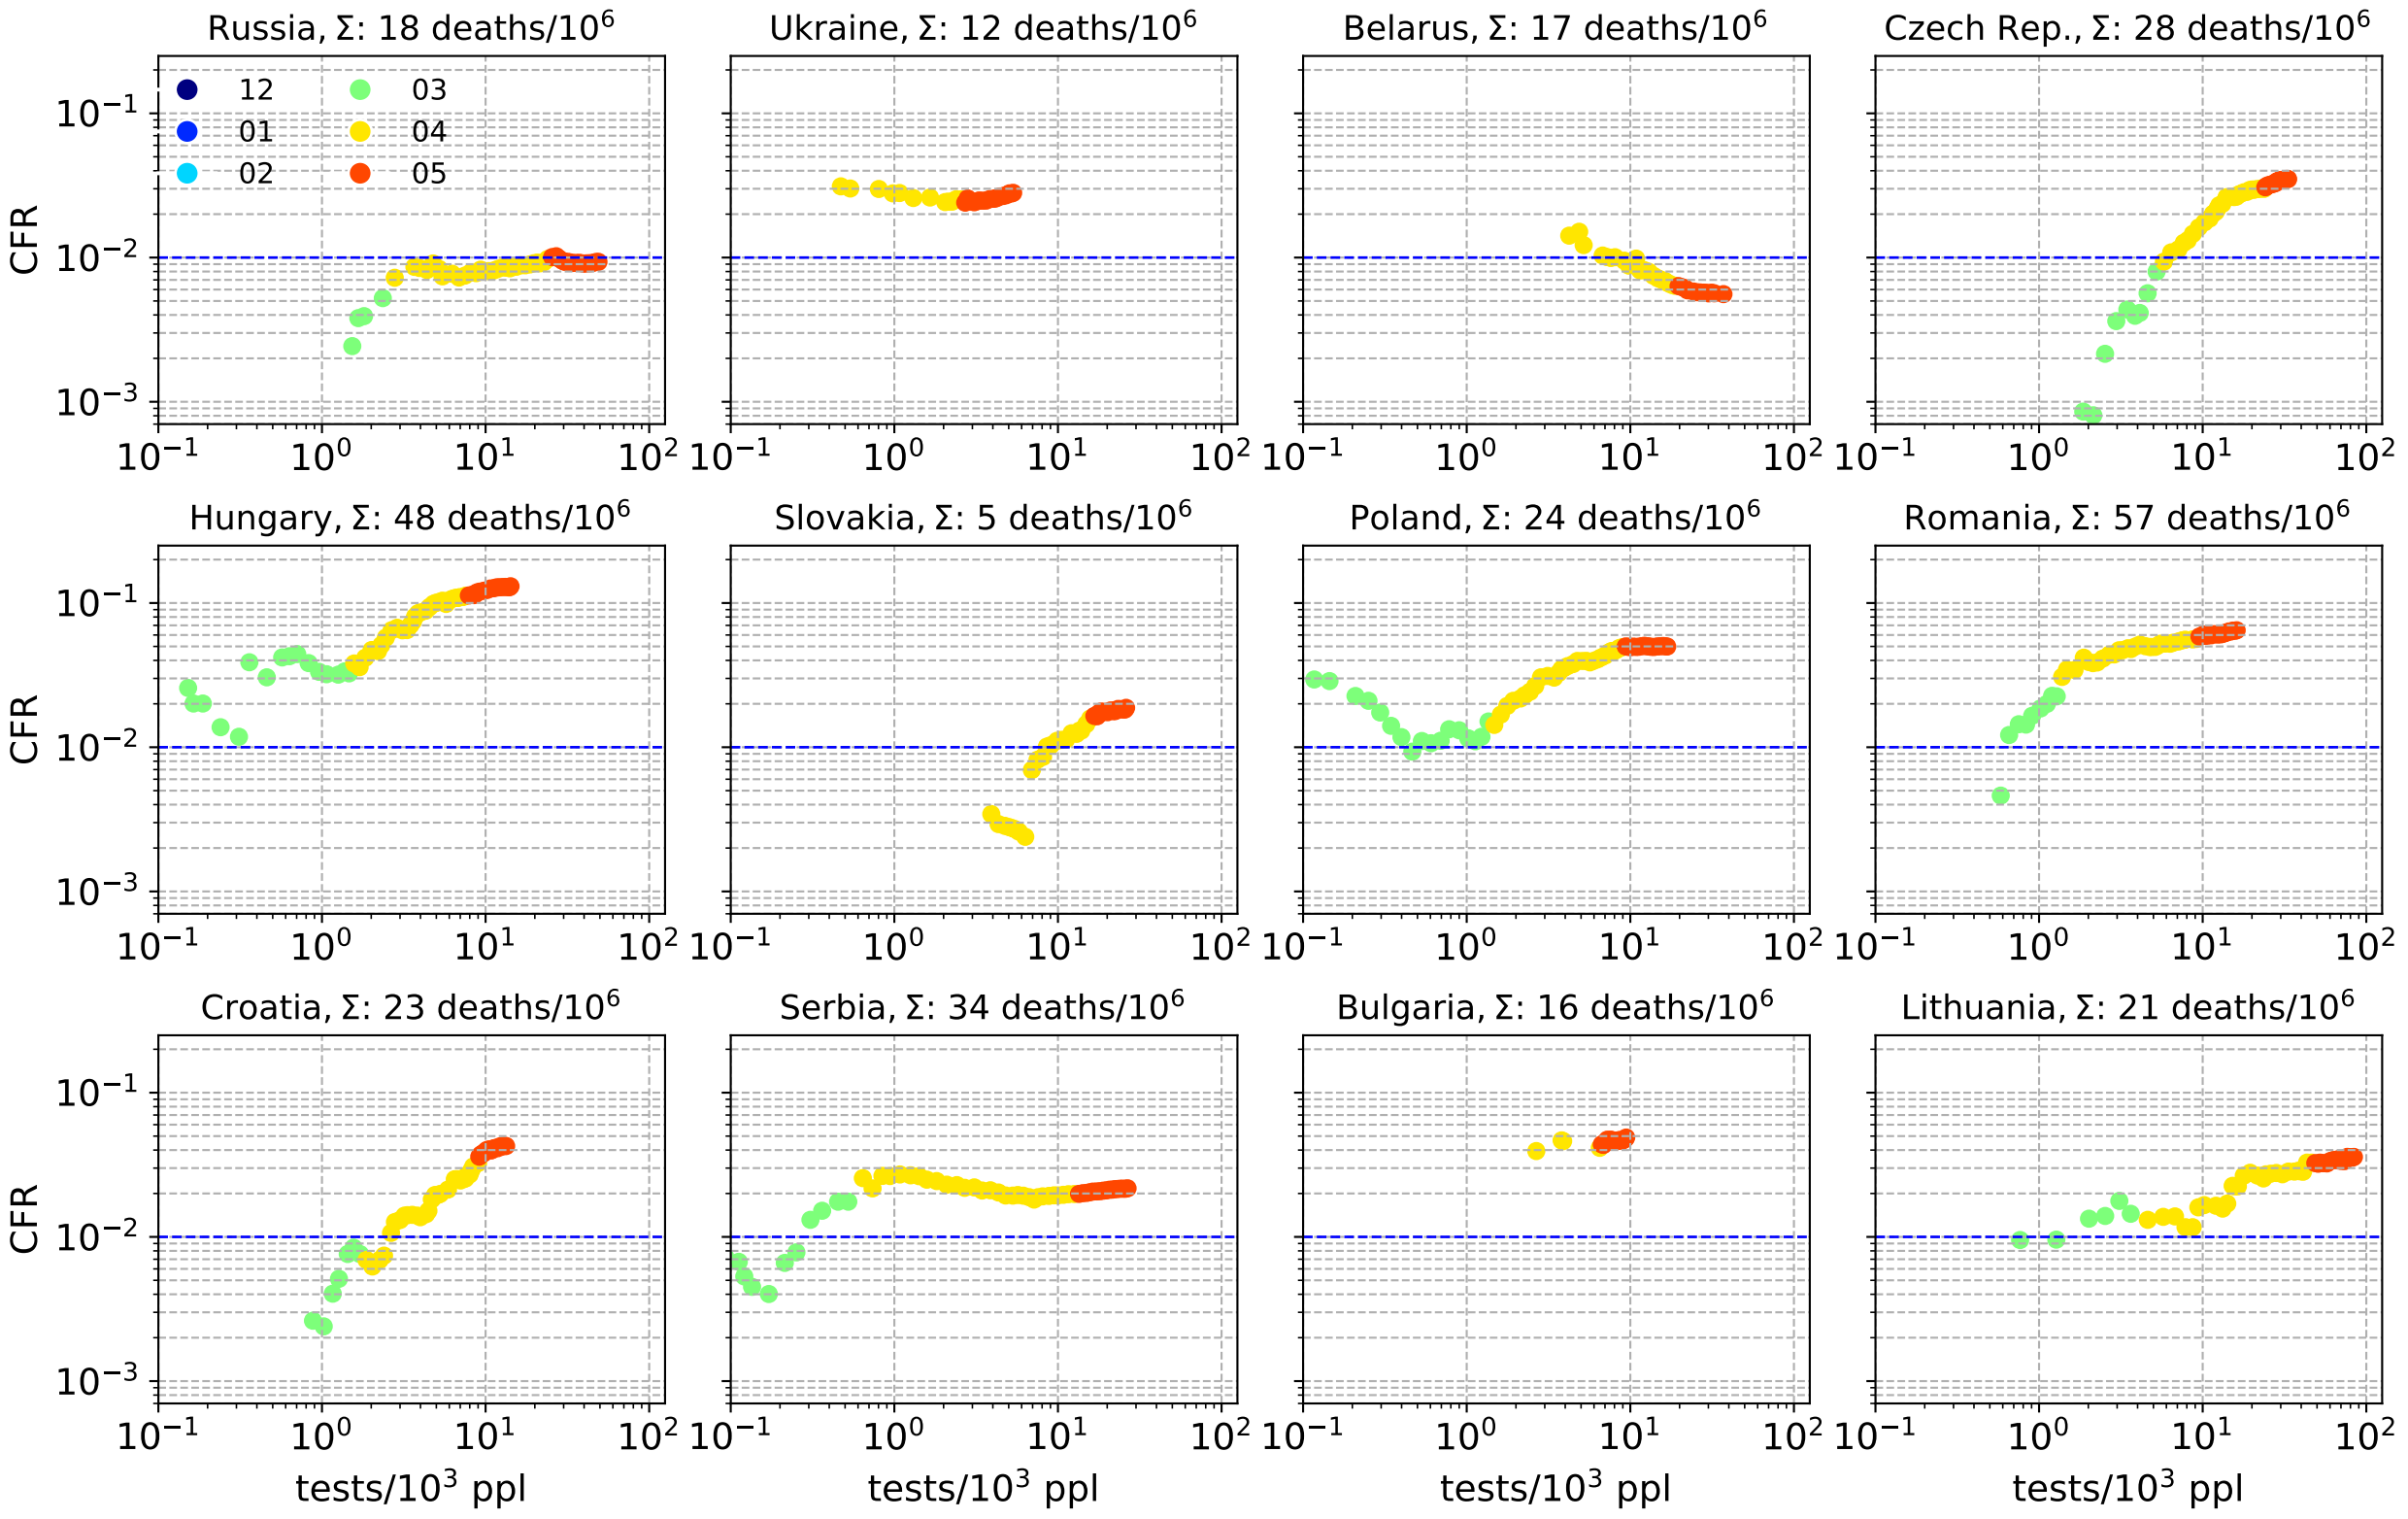 Russia, Σ: 18 deaths/10⁶
Ukraine, Σ: 12 deaths/10⁶
Belarus, Σ: 17 deaths/10⁶
Czech Rep., Σ: 28 deaths/10⁶
12 03
01 04
02 05
CFR
10⁻¹
10⁻²
10⁻³
10⁻¹ 10⁰ 10¹ 10²
10⁻¹ 10⁰ 10¹ 10²
10⁻¹ 10⁰ 10¹ 10²
10⁻¹ 10⁰ 10¹ 10²
Hungary, Σ: 48 deaths/10⁶
Slovakia, Σ: 5 deaths/10⁶
Poland, Σ: 24 deaths/10⁶
Romania, Σ: 57 deaths/10⁶
CFR
10⁻¹
10⁻²
10⁻³
10⁻¹ 10⁰ 10¹ 10²
10⁻¹ 10⁰ 10¹ 10²
10⁻¹ 10⁰ 10¹ 10²
10⁻¹ 10⁰ 10¹ 10²
Croatia, Σ: 23 deaths/10⁶
Serbia, Σ: 34 deaths/10⁶
Bulgaria, Σ: 16 deaths/10⁶
Lithuania, Σ: 21 deaths/10⁶
CFR
10⁻¹
10⁻²
10⁻³
10⁻¹ 10⁰ 10¹ 10²
10⁻¹ 10⁰ 10¹ 10²
10⁻¹ 10⁰ 10¹ 10²
10⁻¹ 10⁰ 10¹ 10²
tests/10³ ppl
tests/10³ ppl
tests/10³ ppl
tests/10³ ppl